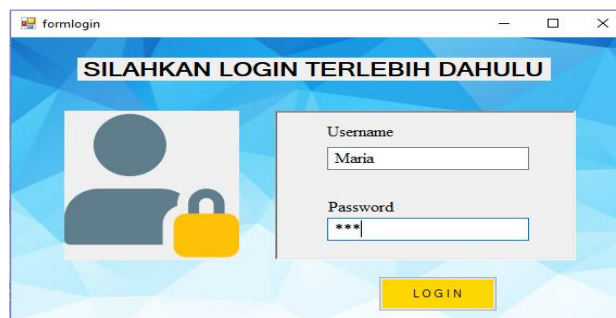 formlogin
SILAHKAN LOGIN TERLEBIH DAHULU
Username
Maria
Password
***
LOGIN